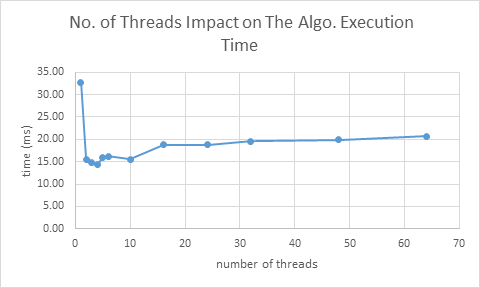 No. of Threads Impact on The Algo. Execution
Time
35.00
30.00
25.00
20.00
15.00
10.00
5.00
0.00
time (ms)
0 10 20 30 40 50 60 70
number of threads